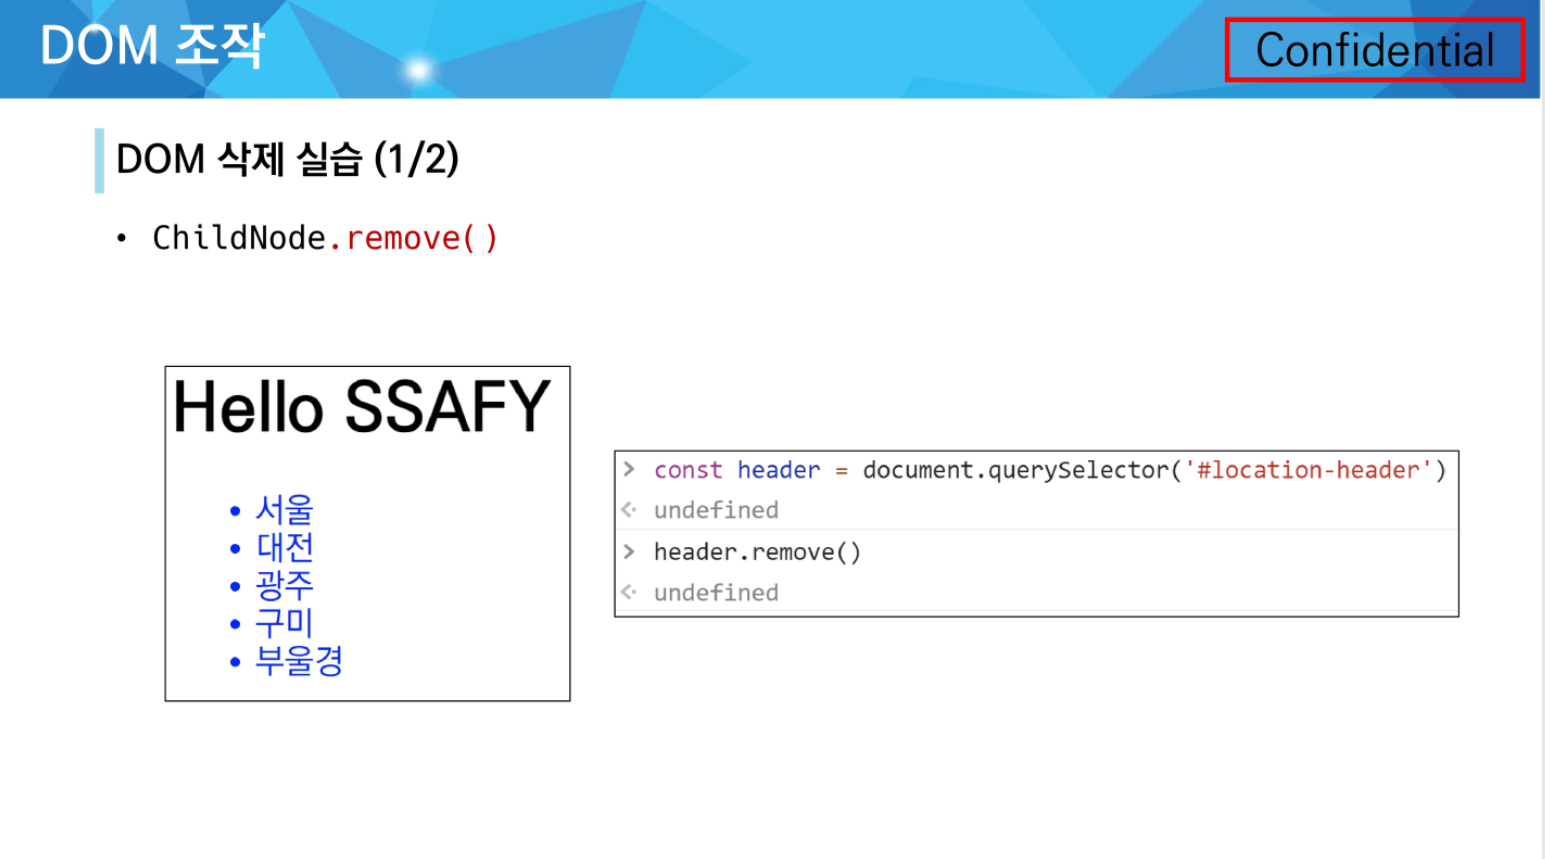 DOM 조작
Confidential
DOM 삭제 실습 (1/2)
• ChildNode.remove()
Hello SSAFY
• 서울
• 대전
• 광주
• 구미
• 부울경
> const header = document.querySelector('#location-header')
<· undefined
> header.remove()
<· undefined